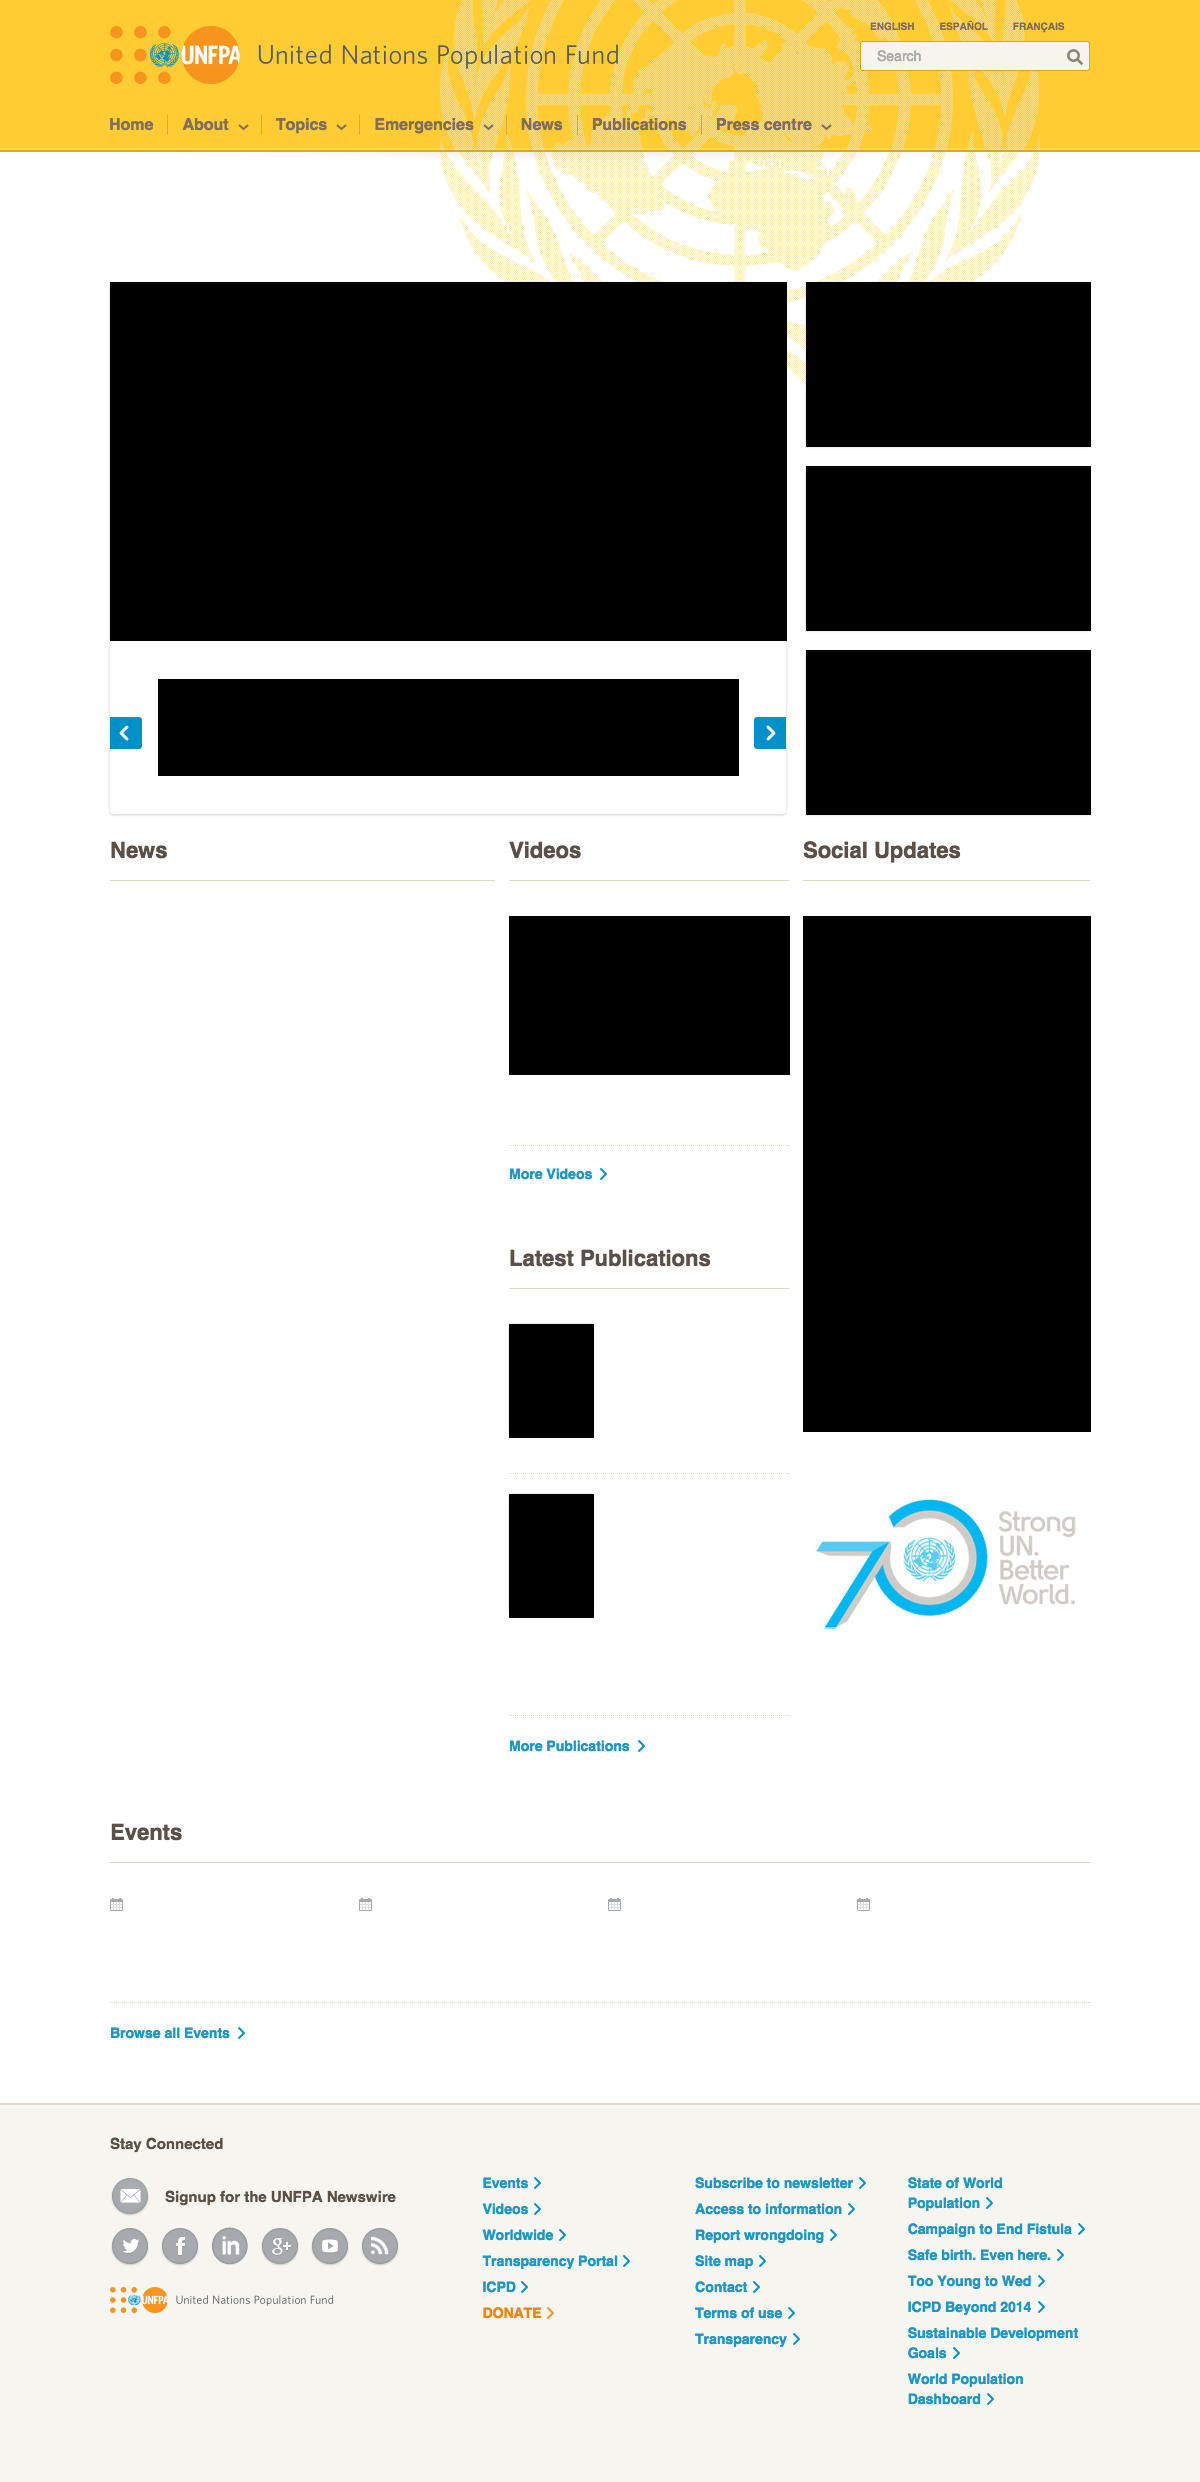 ENGLISH ESPAÑOL FRANÇAIS
UNFPA United Nations Population Fund
Search
Home About Topics Emergencies News Publications Press centre
News
Videos
Social Updates
More Videos
Latest Publications
70
Strong
UN.
Better
World.
More Publications
Events
Browse all Events
Stay Connected
Signup for the UNFPA Newswire
UNFPA United Nations Population Fund
Events
Videos
Worldwide
Transparency Portal
ICPD
DONATE
Subscribe to newsletter
Access to information
Report wrongdoing
Site map
Contact
Terms of use
Transparency
State of World
Population
Campaign to End Fistula
Safe birth. Even here.
Too Young to Wed
ICPD Beyond 2014
Sustainable Development
Goals
World Population
Dashboard